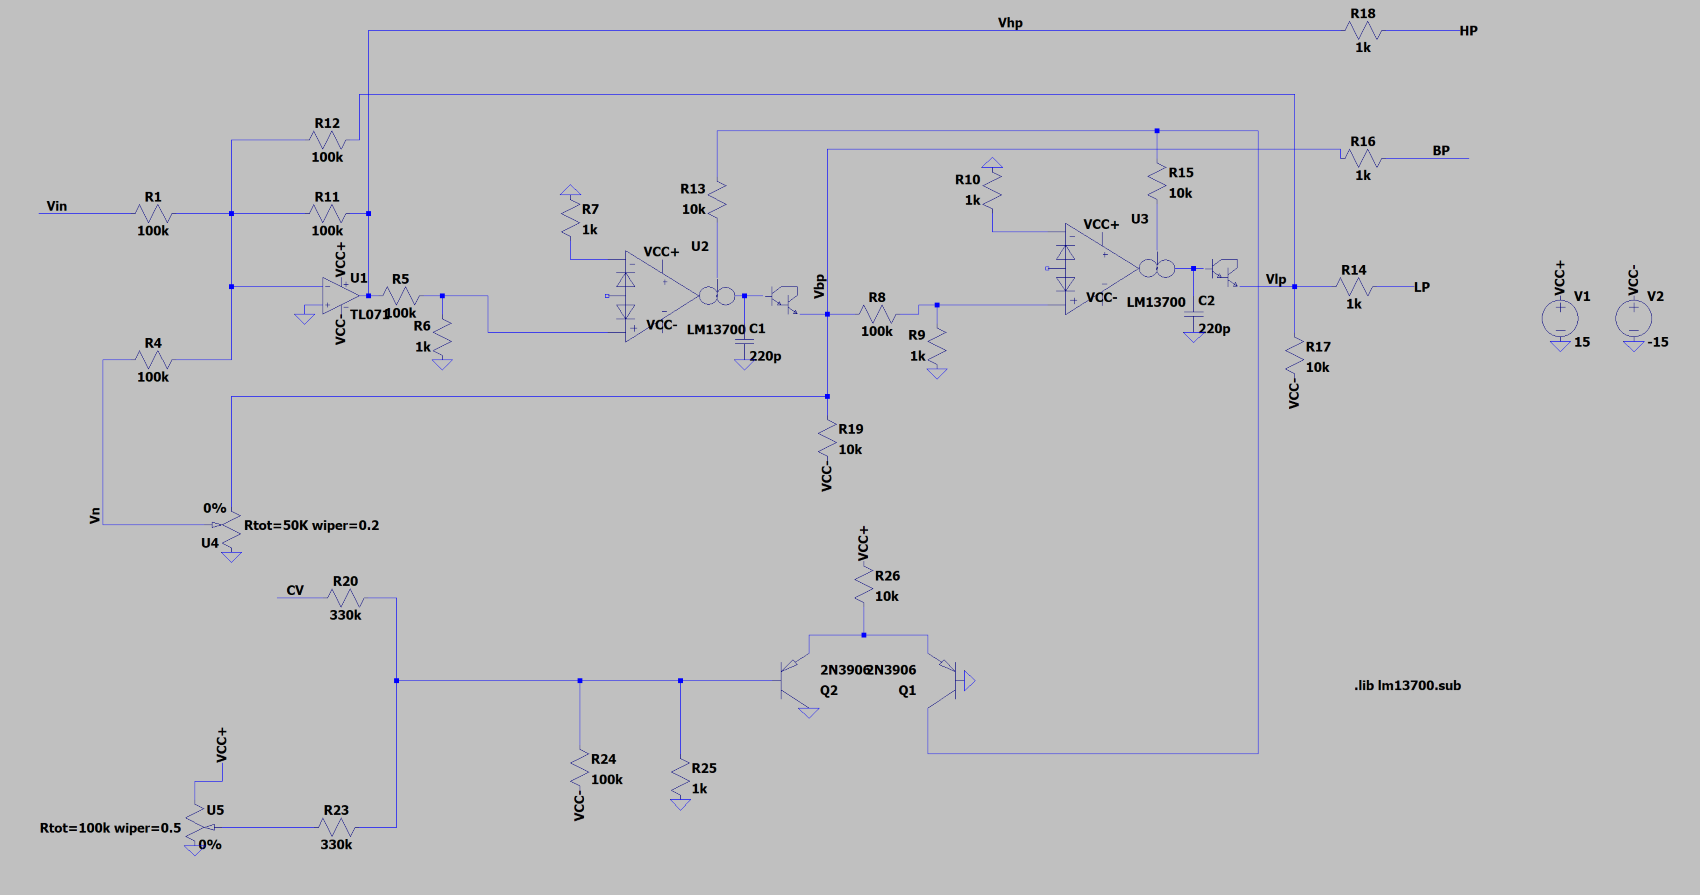 R18
Vhp
HP
1k
R12
100k
R16
BP
1k
R13
10k
R10
1k
R15
10k
R1
Vin
100k
R11
100k
R7
1k
VCC+
U3
VCC+
U1
TL071
VCC-
R5
100k
R6
1k
VCC+
U2
VCC-
LM13700
C1
220p
Vbp
R8
100k
R9
1k
VCC-
LM13700
C2
220p
Vlp
R14
LP
1k
R17
10k
VCC-
VCC+
V1
15
VCC-
V2
-15
R4
100k
R19
10k
VCC-
Vn
0%
Rtot=50K wiper=0.2
U4
CV
R20
330k
VCC+
R26
10k
2N3906
Q2
2N3906
Q1
.lib lm13700.sub
R24
100k
VCC-
R25
1k
VCC+
U5
Rtot=100k wiper=0.5
0%
R23
330k